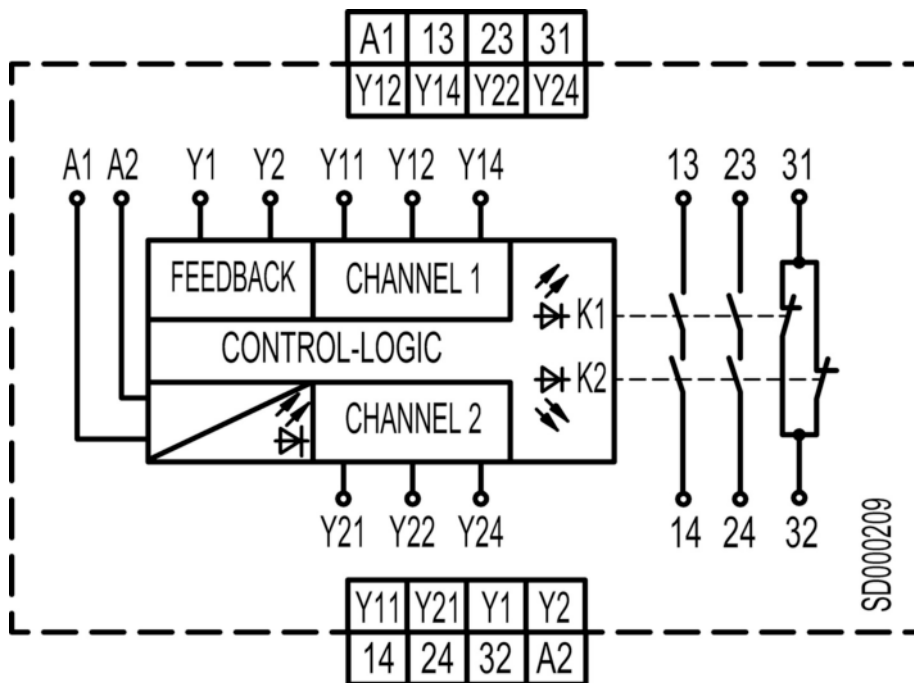 A1 13 23 31
Y12 Y14 Y22 Y24
A1 A2 Y1 Y2 Y11 Y12 Y14 13 23 31
FEEDBACK CHANNEL 1
K1
CONTROL-LOGIC
K2
CHANNEL 2
Y21 Y22 Y24 14 24 32
SD000209
Y11 Y21 Y1 Y2
14 24 32 A2